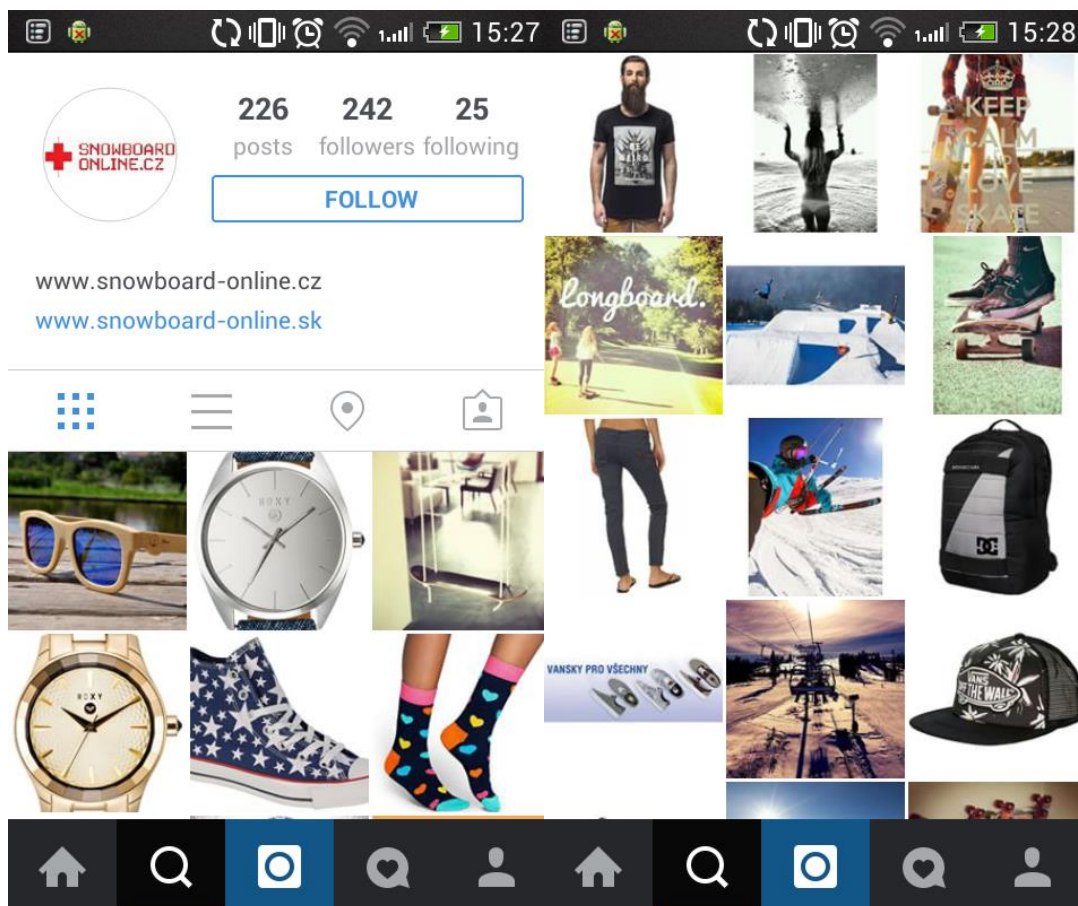 15:27
SNOWBOARD
ONLINE.CZ
226 242 25
posts followers following
FOLLOW
www.snowboard-online.cz
www.snowboard-online.sk
ROXY
ROXY
15:28
KEEP
CALM
LOVE
SKATE
Longboard.
DC
VANSKY PRO VŠECHNY
VANS
"OFF THE WALL"